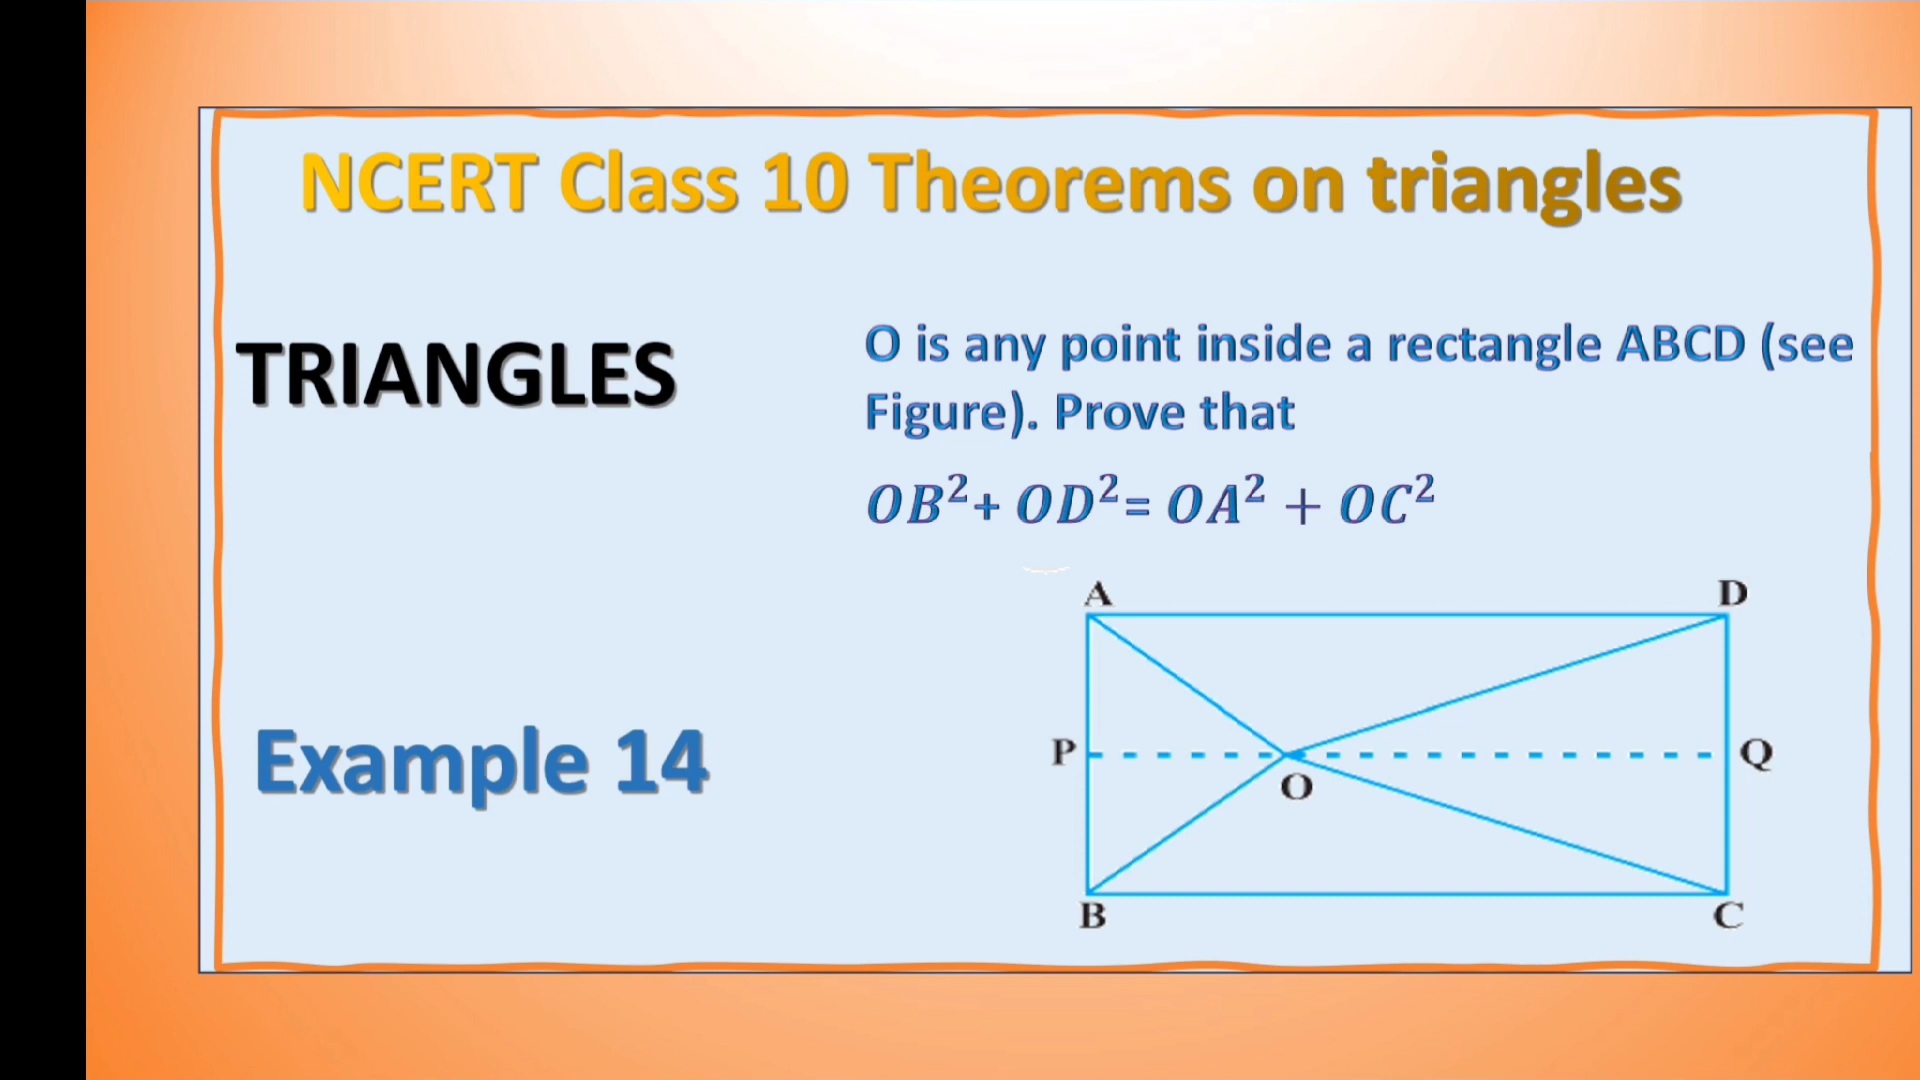 NCERT Class 10 Theorems on triangles
TRIANGLES
O is any point inside a rectangle ABCD (see
Figure). Prove that
OB²+ OD²= OA² + OC²
Example 14
A
D
P
Q
O
B
C